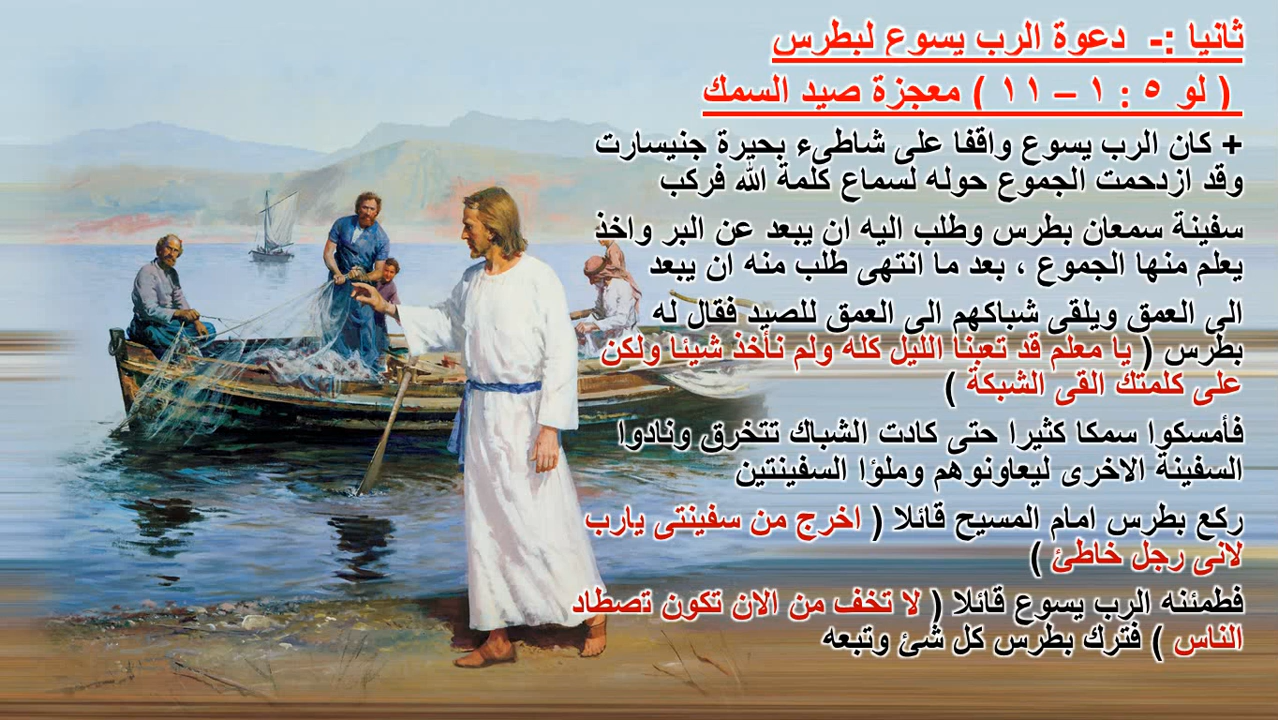 ثانيا :- دعوة الرب يسوع لبطرس
( لو ٥ : ١ – ١١ ) معجزة صيد السمك
+ كان الرب يسوع واقفا على شاطىء بحيرة جنيسارت
وقد ازدحمت الجموع حوله لسماع كلمة الله فركب
سفينة سمعان بطرس وطلب اليه ان يبعد عن البر واخذ
يعلم منها الجموع ، بعد ما انتهى طلب منه ان يبعد
الى العمق ويلقى شباكهم الى العمق للصيد فقال له
بطرس ( يا معلم قد تعبنا الليل كله ولم نأخذ شيئا ولكن
على كلمتك القى الشبكة )
فأمسكوا سمكا كثيرا حتى كادت الشباك تتخرق ونادوا
السفينة الاخرى ليعاونوهم وملؤا السفينتين
ركع بطرس امام المسيح قائلا ( اخرج من سفينتى يارب
لانى رجل خاطئ )
فطمئنه الرب يسوع قائلا ( لا تخف من الان تكون تصطاد
الناس ) فترك بطرس كل شئ وتبعه